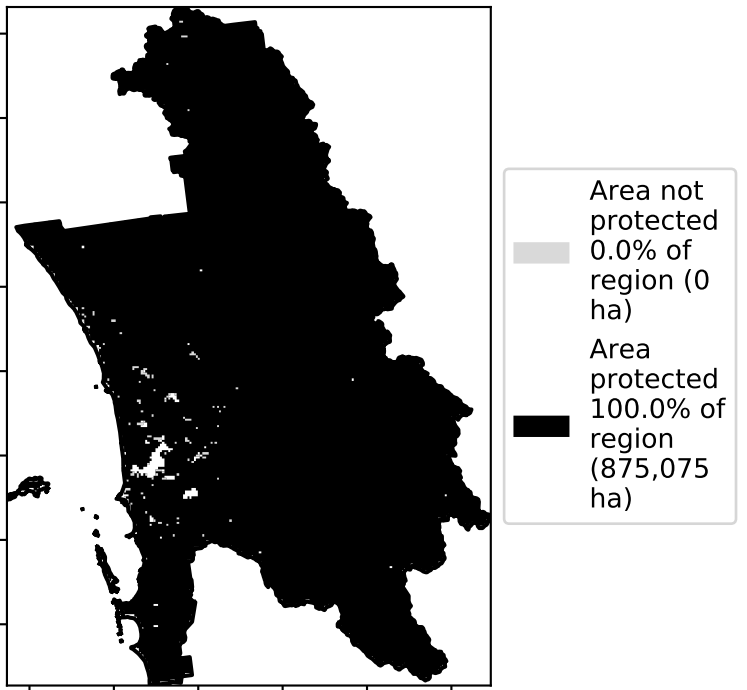 Area not
protected
0.0% of
region (0
ha)
Area
protected
100.0% of
region
(875,075
ha)